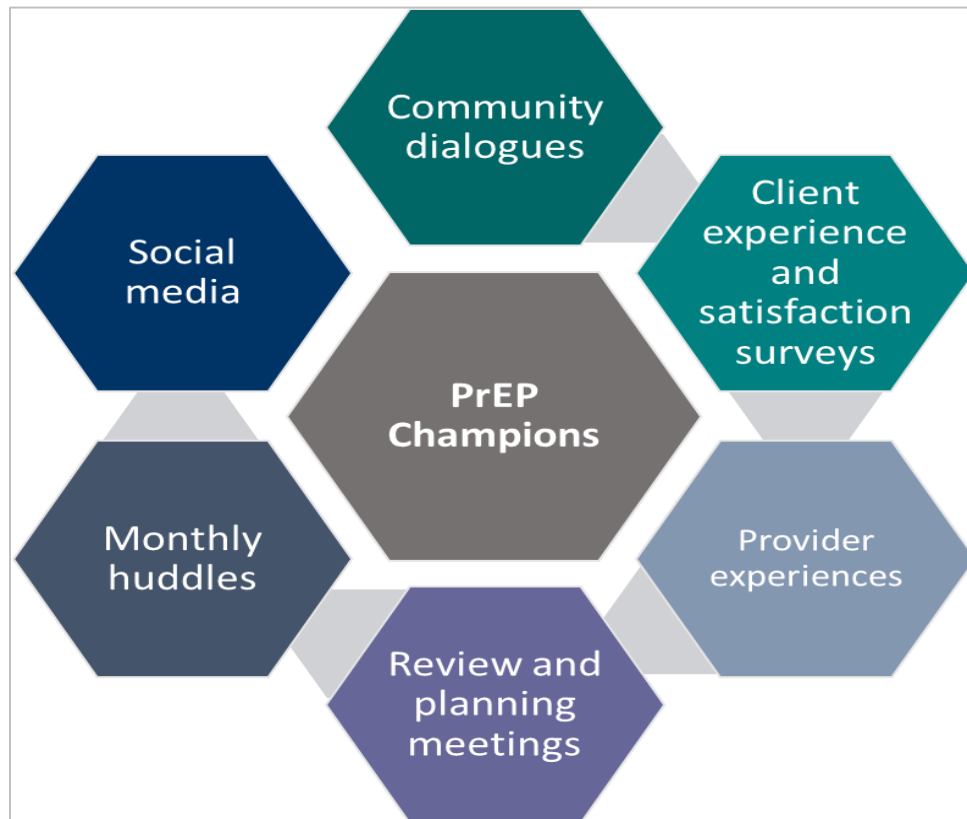 Community
dialogues
Client
experience
and
satisfaction
surveys
Social
media
PrEP
Champions
Monthly
huddles
Provider
experiences
Review and
planning
meetings